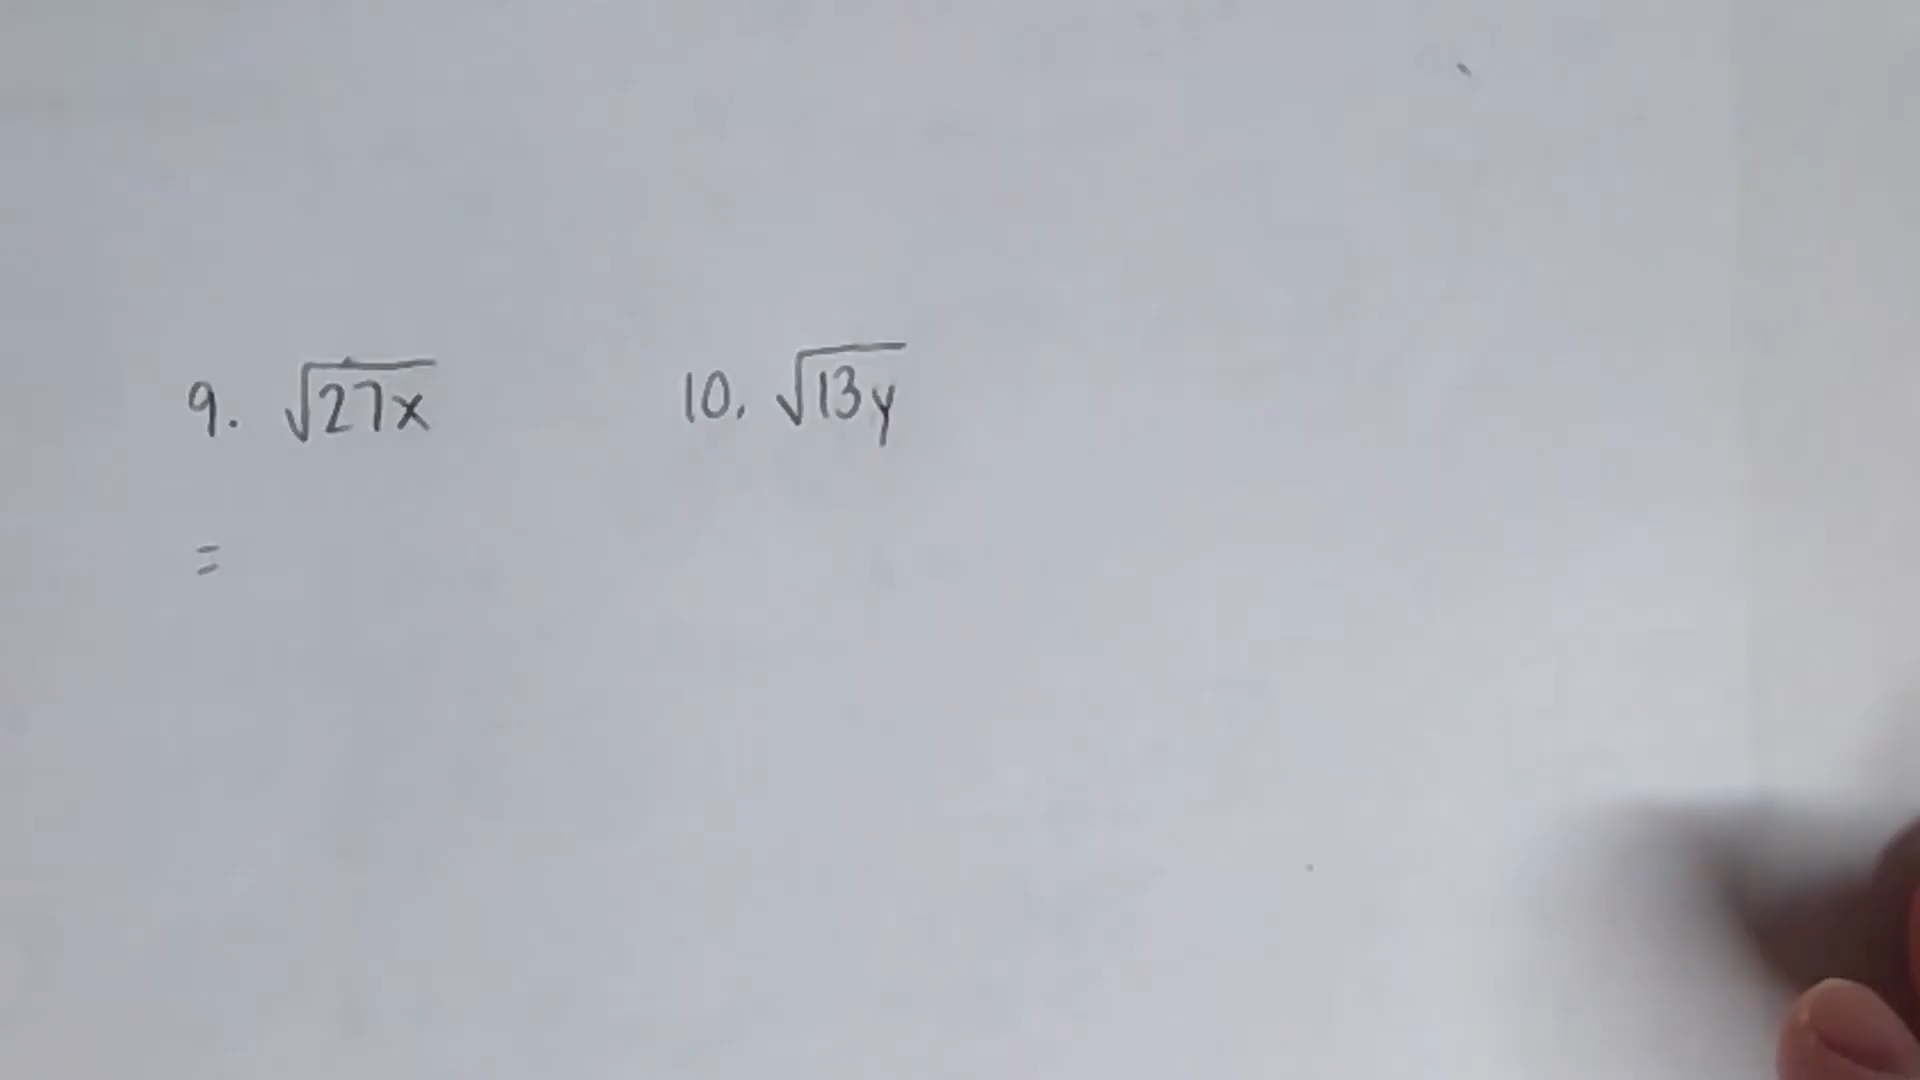 9. √27x 10. √13y
=